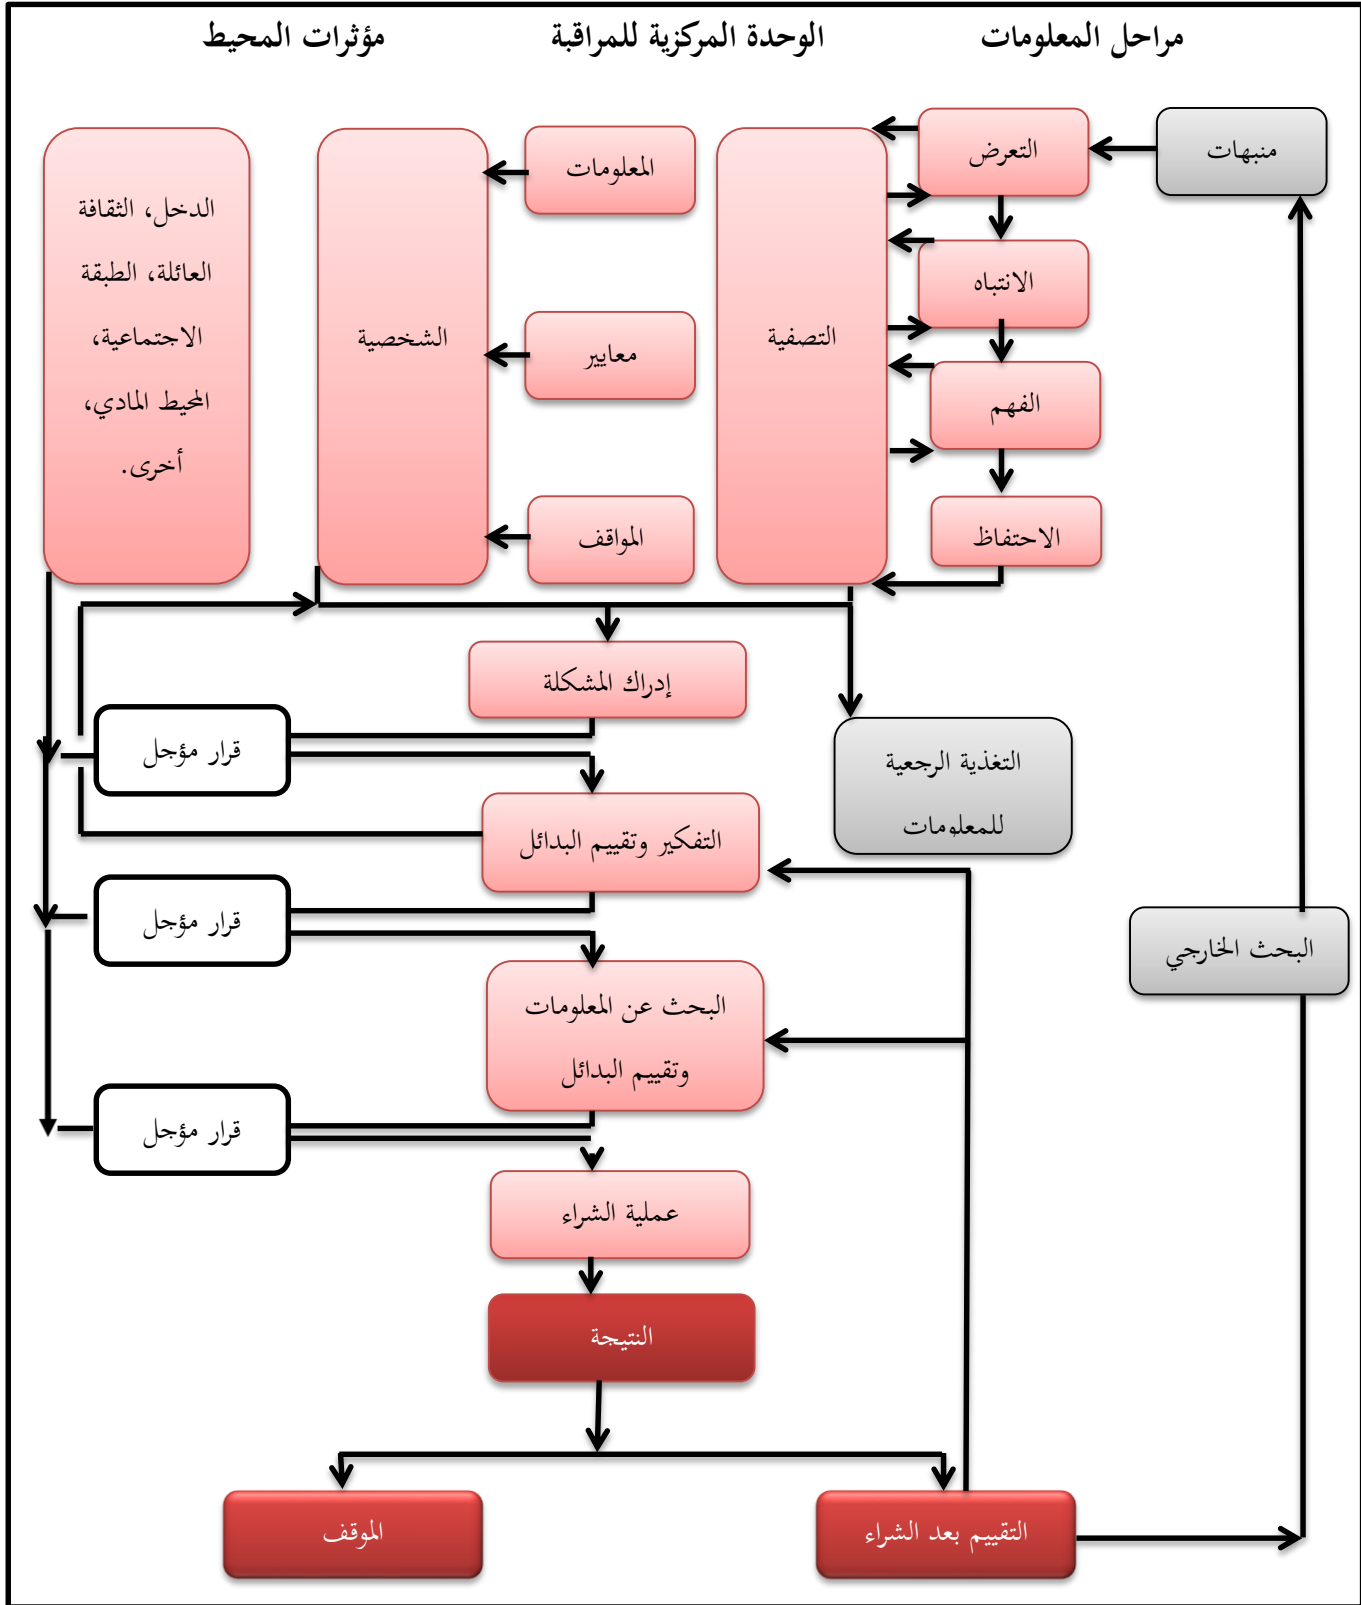 مراحل المعلومات
الوحدة المركزية للمراقبة
مؤثرات المحيط
منبهات
التعرض
الانتباه
الفهم
الاحتفاظ
التصفية
المعلومات
معايير
المواقف
الشخصية
الدخل، الثقافة
العائلة، الطبقة
الاجتماعية،
المحيط المادي،
أخرى.
إدراك المشكلة
قرار مؤجل
التغذية الرجعية
للمعلومات
التفكير وتقييم البدائل
قرار مؤجل
البحث الخارجي
البحث عن المعلومات
وتقييم البدائل
قرار مؤجل
عملية الشراء
النتيجة
التقييم بعد الشراء
الموقف